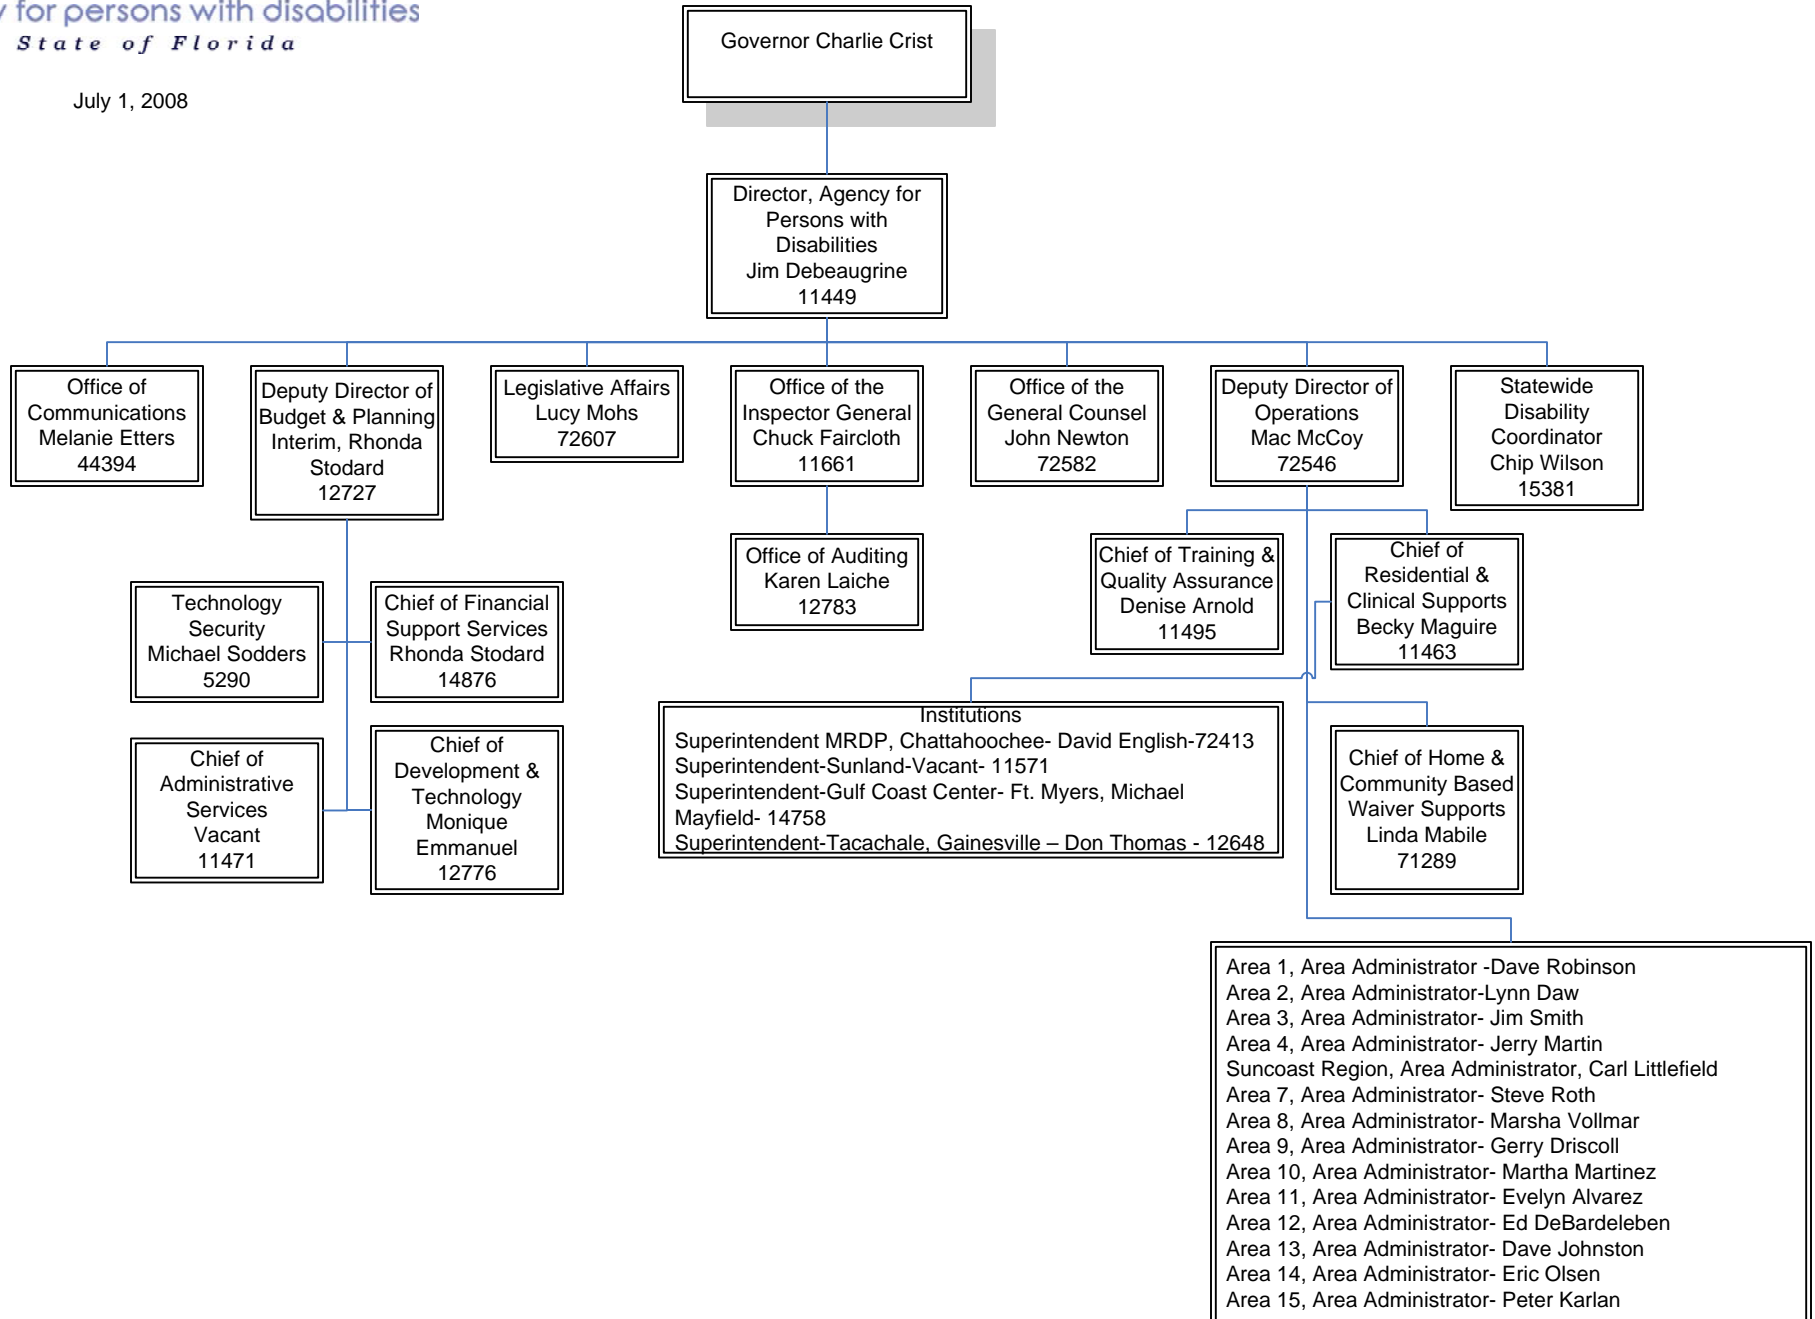 for persons with disabilities
State of Florida
July 1, 2008
Governor Charlie Crist
Director, Agency for
Persons with
Disabilities
Jim Debeaugrine
11449
Office of
Communications
Melanie Etters
44394
Deputy Director of
Budget & Planning
Interim, Rhonda
Stodard
12727
Legislative Affairs
Lucy Mohs
72607
Office of the
Inspector General
Chuck Faircloth
11661
Office of the
General Counsel
John Newton
72582
Deputy Director of
Operations
Mac McCoy
72546
Statewide
Disability
Coordinator
Chip Wilson
15381
Office of Auditing
Karen Laiche
12783
Chief of Training &
Quality Assurance
Denise Arnold
11495
Chief of
Residential &
Clinical Supports
Becky Maguire
11463
Technology
Security
Michael Sodders
5290
Chief of Financial
Support Services
Rhonda Stodard
14876
Chief of
Administrative
Services
Vacant
11471
Chief of
Development &
Technology
Monique
Emmanuel
12776
Institutions
Superintendent MRDP, Chattahoochee- David English-72413
Superintendent-Sunland-Vacant- 11571
Superintendent-Gulf Coast Center- Ft. Myers, Michael
Mayfield- 14758
Superintendent-Tacachale, Gainesville – Don Thomas - 12648
Chief of Home &
Community Based
Waiver Supports
Linda Mabile
71289
Area 1, Area Administrator -Dave Robinson
Area 2, Area Administrator-Lynn Daw
Area 3, Area Administrator- Jim Smith
Area 4, Area Administrator- Jerry Martin
Suncoast Region, Area Administrator, Carl Littlefield
Area 7, Area Administrator- Steve Roth
Area 8, Area Administrator- Marsha Vollmar
Area 9, Area Administrator- Gerry Driscoll
Area 10, Area Administrator- Martha Martinez
Area 11, Area Administrator- Evelyn Alvarez
Area 12, Area Administrator- Ed DeBardeleben
Area 13, Area Administrator- Dave Johnston
Area 14, Area Administrator- Eric Olsen
Area 15, Area Administrator- Peter Karlan